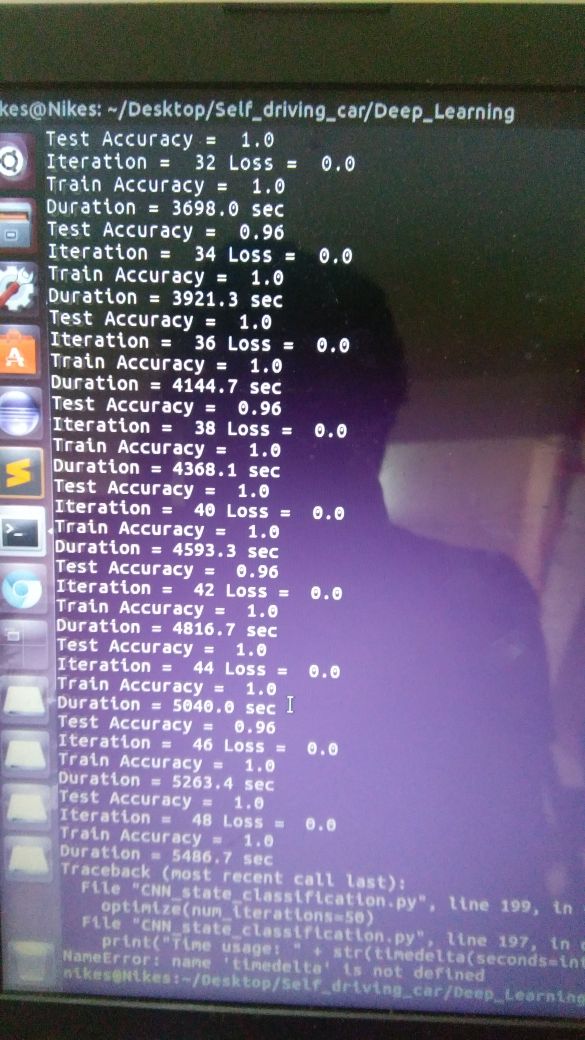 kes@Nikes: ~/Desktop/Self_driving_car/Deep_Learning
Test Accuracy =  1.0
Iteration =  32 Loss =  0.0
Train Accuracy =  1.0
Duration = 3698.0 sec
Test Accuracy =  0.96
Iteration =  34 Loss =  0.0
Train Accuracy =  1.0
Duration = 3921.3 sec
Test Accuracy =  1.0
Iteration =  36 Loss =  0.0
Train Accuracy =  1.0
Duration = 4144.7 sec
Test Accuracy =  0.96
Iteration =  38 Loss =  0.0
Train Accuracy =  1.0
Duration = 4368.1 sec
Test Accuracy =  1.0
Iteration =  40 Loss =  0.0
Train Accuracy =  1.0
Duration = 4593.3 sec
Test Accuracy =  0.96
Iteration =  42 Loss =  0.0
Train Accuracy =  1.0
Duration = 4816.7 sec
Test Accuracy =  1.0
Iteration =  44 Loss =  0.0
Train Accuracy =  1.0
Duration = 5040.0 sec
Test Accuracy =  0.96
Iteration =  46 Loss =  0.0
Train Accuracy =  1.0
Duration = 5263.4 sec
Test Accuracy =  1.0
Iteration =  48 Loss =  0.0
Train Accuracy =  1.0
Duration = 5486.7 sec
Traceback (most recent call last):
  File "CNN_state_classification.py", line 199, in
    optimize(num_iterations=50)
  File "CNN_state_classification.py", line 197, in
    print("Time usage: " + str(timedelta(seconds=int
NameError: name 'timedelta' is not defined
nikes@Nikes:~/Desktop/Self_driving_car/Deep_Learning